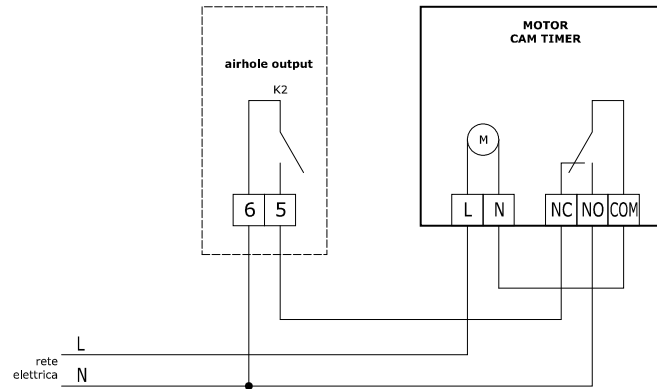 MOTOR
CAM TIMER
airhole output
K2
M
6 5
L N NC NO COM
L
rete
elettrica N